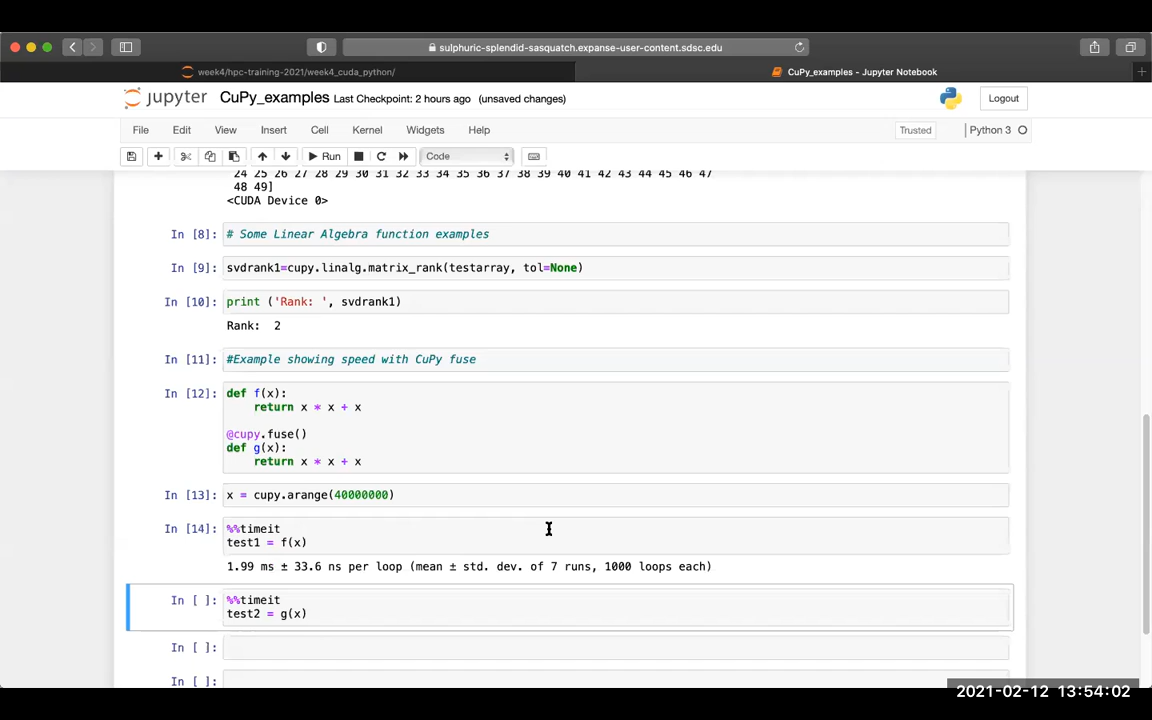 sulphuric-splendid-sasquatch.expanse-user-content.sdsc.edu
week4/hpc-training-2021/week4_cuda_python/
CuPy_examples – Jupyter Notebook
jupyter CuPy_examples Last Checkpoint: 2 hours ago (unsaved changes)
Logout
File Edit View Insert Cell Kernel Widgets Help
Trusted
Python 3
Run
Code
24 25 26 27 28 29 30 31 32 33 34 35 36 37 38 39 40 41 42 43 44 45 46 47
48 49]
<CUDA Device 0>
In [8]: # Some Linear Algebra function examples
In [9]: svdrank1=cupy.linalg.matrix_rank(testarray, tol=None)
In [10]: print ('Rank: ', svdrank1)
Rank:  2
In [11]: #Example showing speed with CuPy fuse
In [12]: def f(x):
    return x * x + x
@cupy.fuse()
def g(x):
    return x * x + x
In [13]: x = cupy.arange(40000000)
In [14]: %%timeit
test1 = f(x)
1.99 ms ± 33.6 ns per loop (mean ± std. dev. of 7 runs, 1000 loops each)
In [ ]: %%timeit
test2 = g(x)
In [ ]:
In [ ]:
2021-02-12 13:54:02